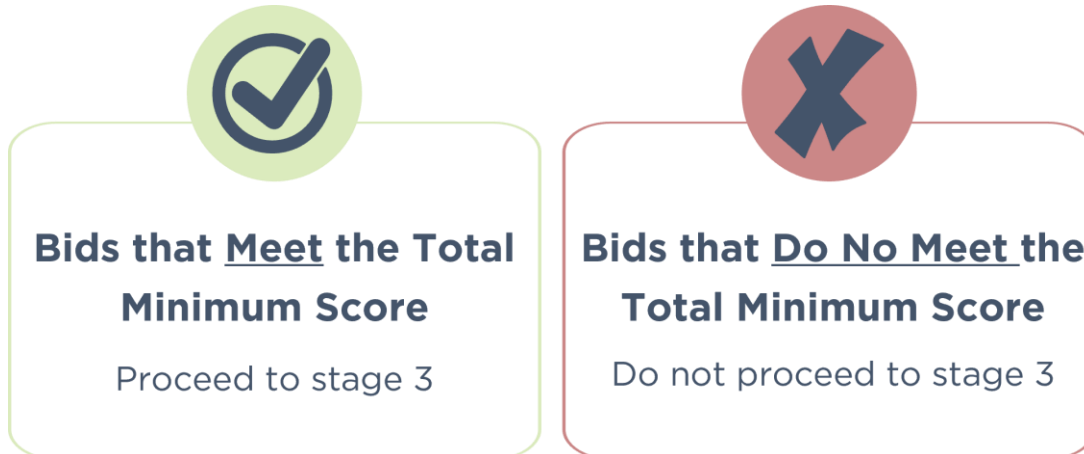 Bids that Meet the Total
Minimum Score
Proceed to stage 3
Bids that Do No Meet the
Total Minimum Score
Do not proceed to stage 3